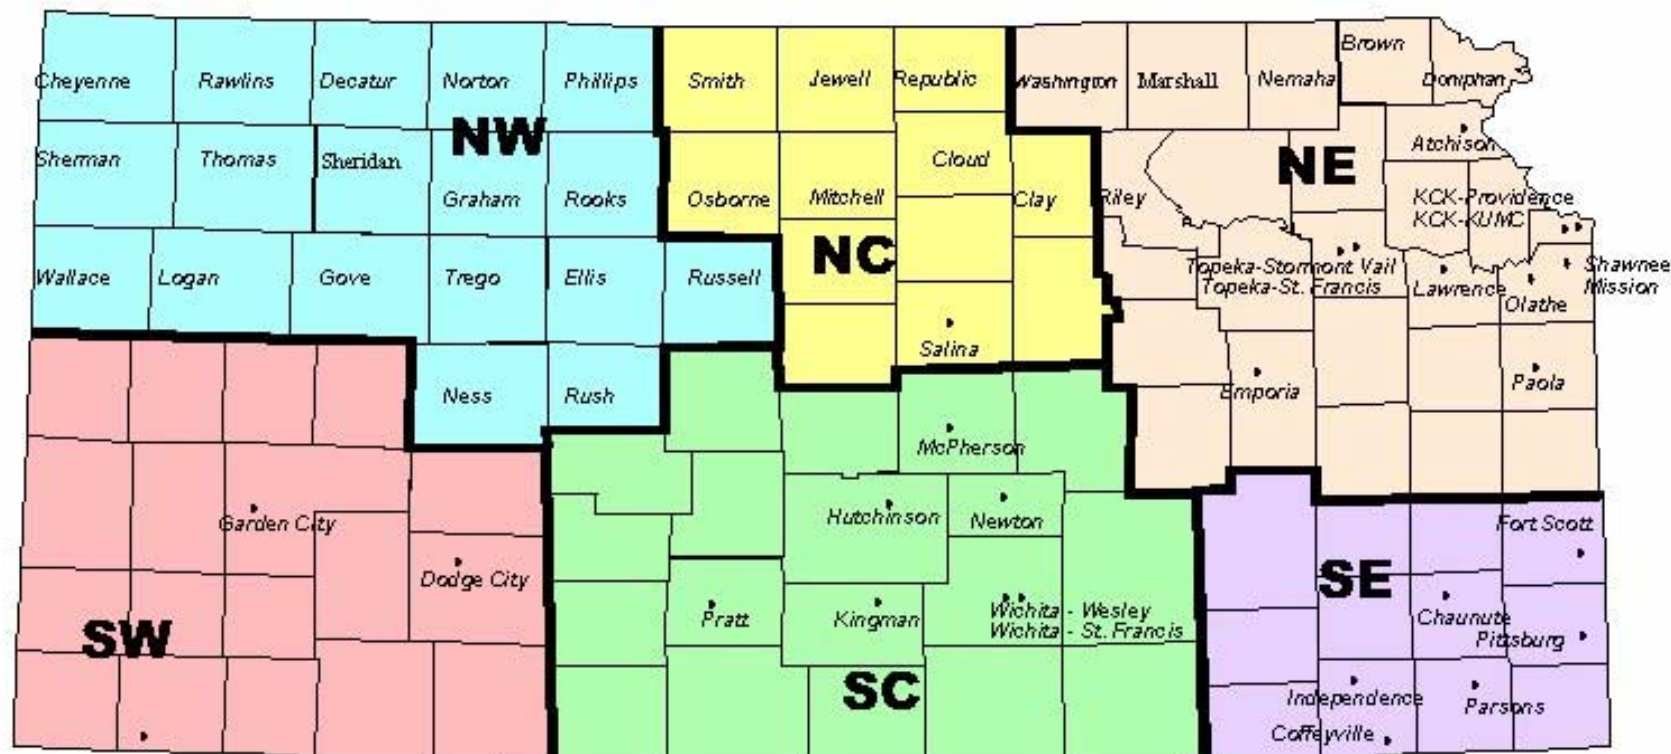 Brown
Cheyenne Rawlins Decatur Norton Phillips Smith Jewell Republic Washington Marshall Nemaha Doniphan
NW
Sherman Thomas Sheridan Cloud NE Atchison
Graham Rooks Osborne Mitchell Clay Riley KCK-Providence
KCK-KUMC
NC
Wallace Logan Gove Trego Ellis Russell Topeka-Stormont Vail Shawnee
Topeka-St. Francis Lawrence Mission
Olathe
Salina
Ness Rush Emporia Paola
McPherson
Garden City Hutchinson Newton Fort Scott
Dodge City SE
Pratt Kingman Wichita - Wesley Chaunute
Wichita - St. Francis Pittsburg
SW
SC Independence Parsons
Coffeyville